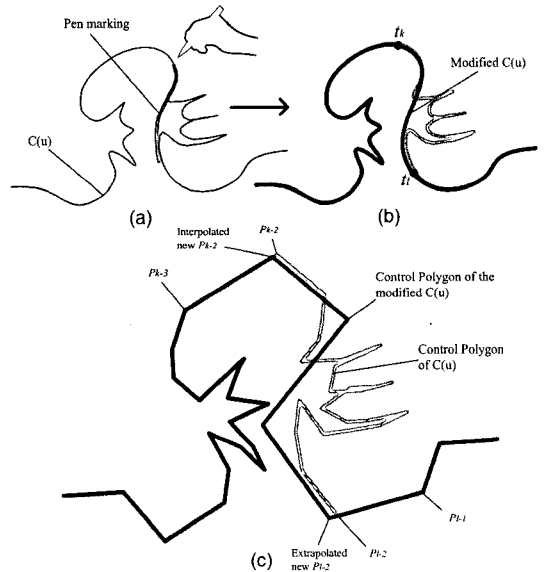 Pen marking
C(u)
(a)
tk
Modified C(u)
tl
(b)
Interpolated
new Pk-2
Pk-2
Pk-3
Control Polygon of the
modified C(u)
Control Polygon
of C(u)
Pl-1
Pl-2
Extrapolated
new Pl-2
(c)